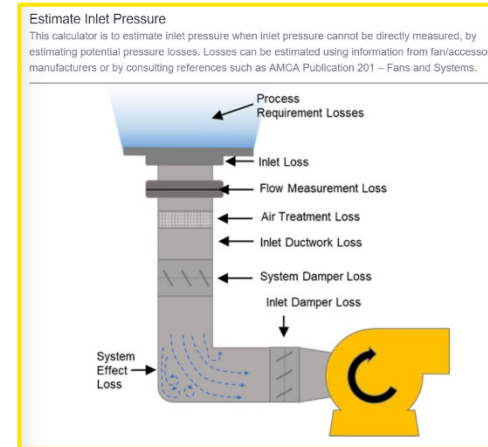 Estimate Inlet Pressure
This calculator is to estimate inlet pressure when inlet pressure cannot be directly measured, by
estimating potential pressure losses. Losses can be estimated using information from fan/accessor
manufacturers or by consulting references such as AMCA Publication 201 – Fans and Systems.
Process
Requirement Losses
Inlet Loss
Flow Measurement Loss
Air Treatment Loss
Inlet Ductwork Loss
System Damper Loss
Inlet Damper Loss
System
Effect
Loss